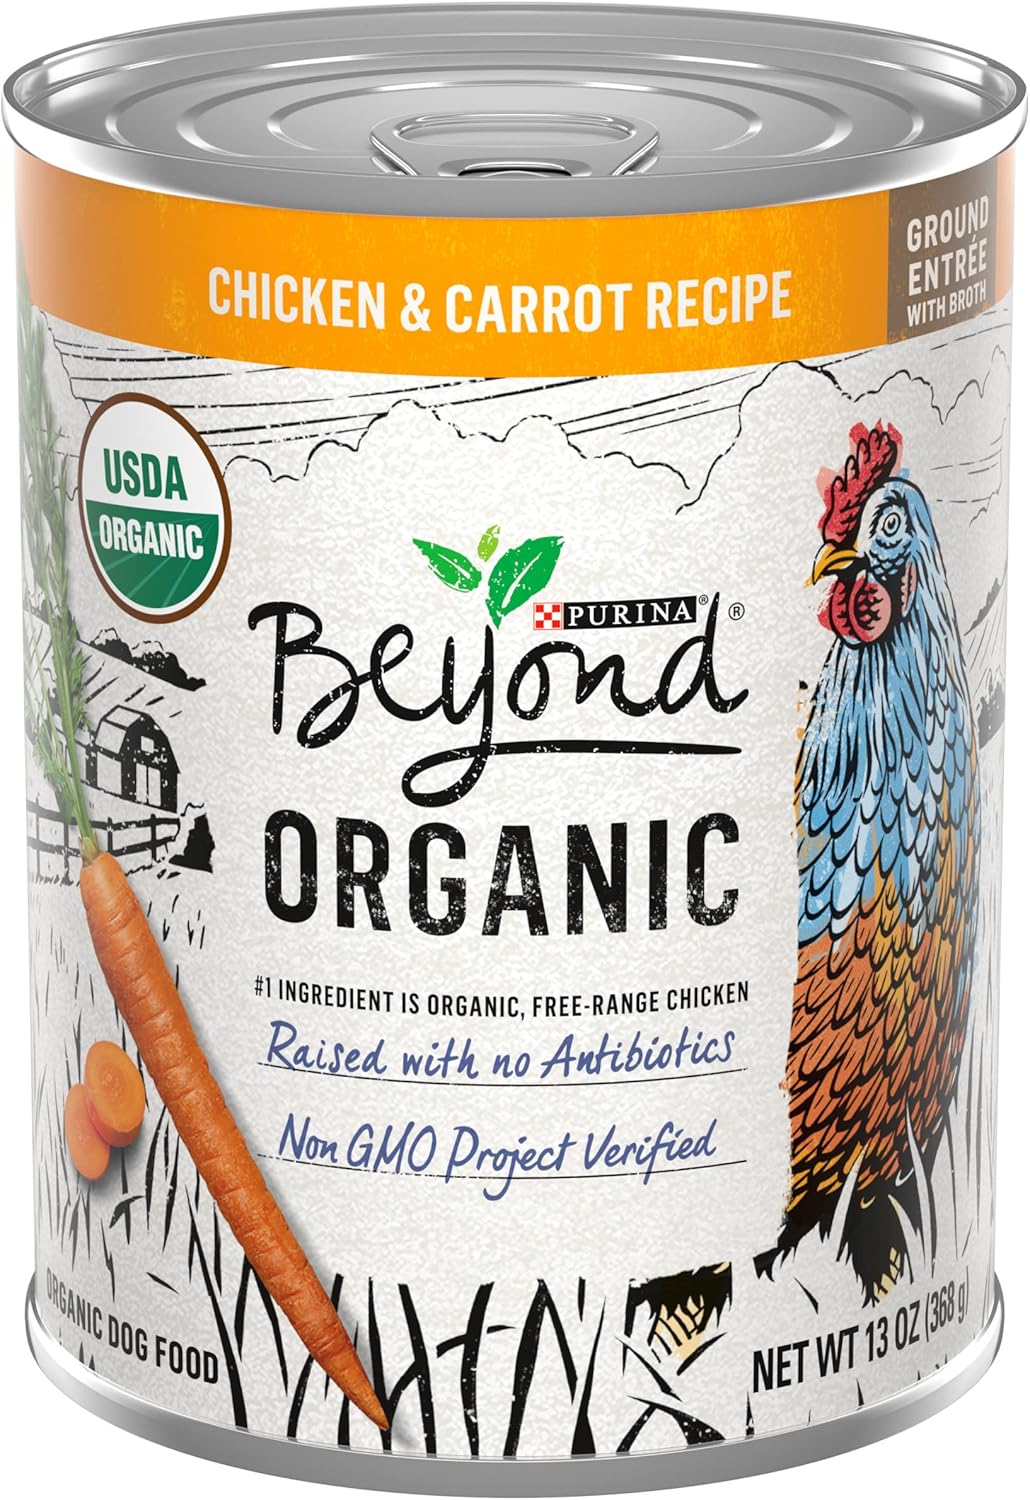 CHICKEN & CARROT RECIPE
GROUND
ENTRÉE
WITH BROTH
USDA
ORGANIC
PURINA® ®
Beyond
ORGANIC
#1 INGREDIENT IS ORGANIC, FREE-RANGE CHICKEN
Raised with no Antibiotics
Non GMO Project Verified
ORGANIC DOG FOOD
NET WT 13 OZ (368 g)